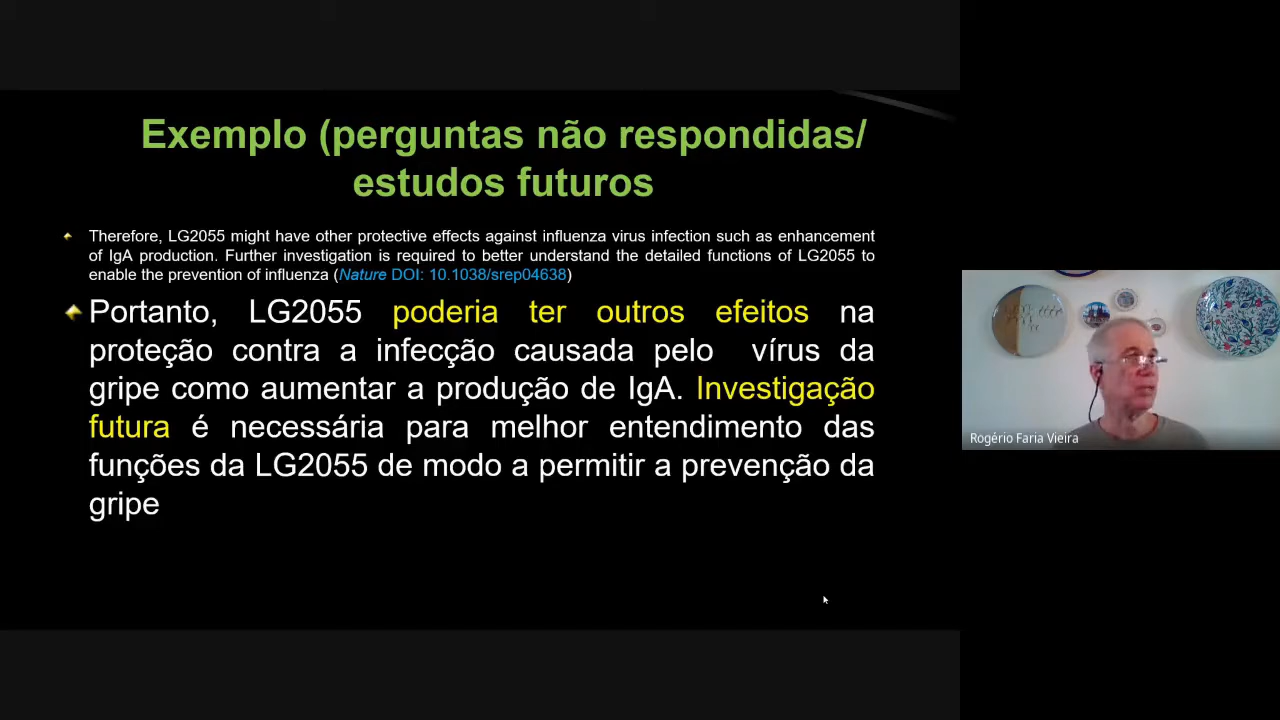 Exemplo (perguntas não respondidas/
estudos futuros
Therefore, LG2055 might have other protective effects against influenza virus infection such as enhancement
of IgA production. Further investigation is required to better understand the detailed functions of LG2055 to
enable the prevention of influenza (Nature DOI: 10.1038/srep04638)
Portanto, LG2055 poderia ter outros efeitos na
proteção contra a infecção causada pelo vírus da
gripe como aumentar a produção de IgA. Investigação
futura é necessária para melhor entendimento das
funções da LG2055 de modo a permitir a prevenção da
gripe
Rogério Faria Vieira